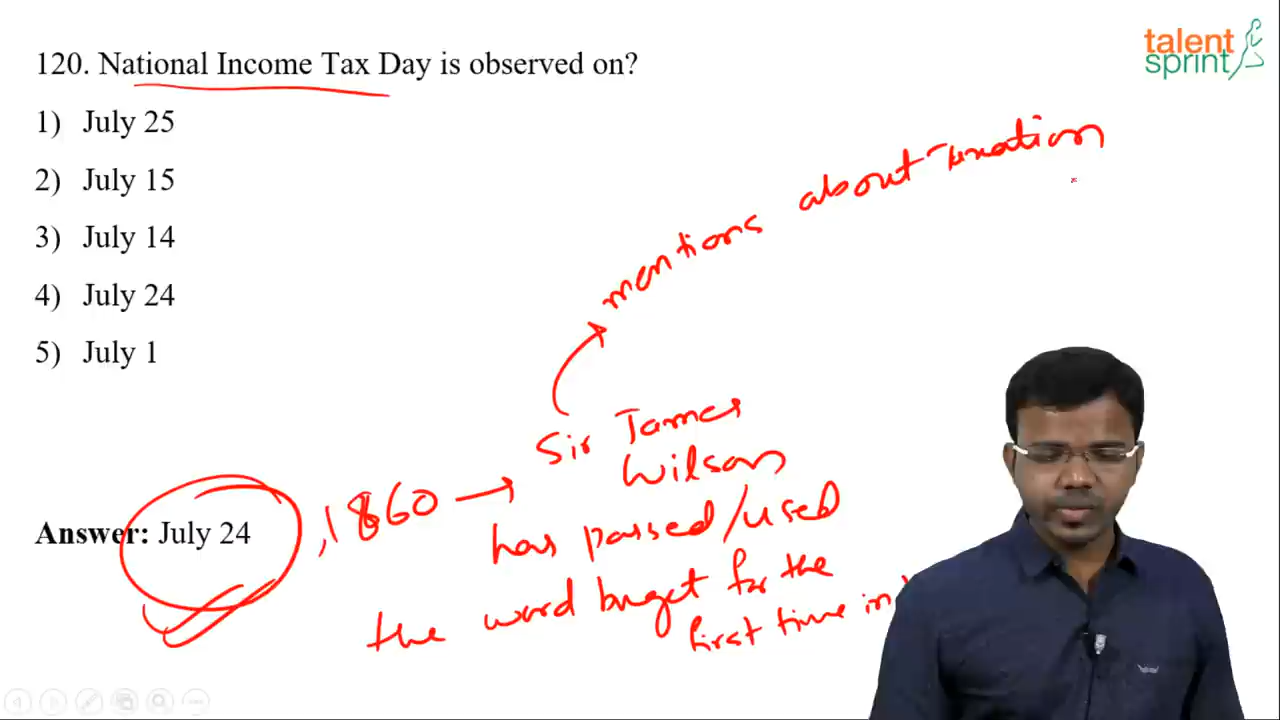 talent
sprint
120. National Income Tax Day is observed on?
1) July 25
2) July 15
3) July 14
4) July 24
5) July 1
mentions about Taxation
Sir James
Wilson
Answer: July 24 ,1860 →
has passed/used
the word buget for the
first time in